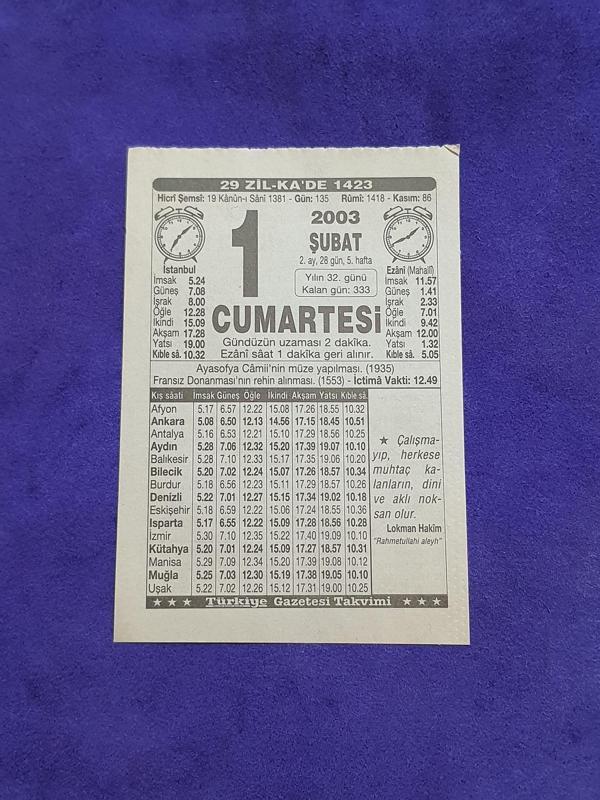 29 ZİL-KA'DE 1423
Hicrî Şemsî: 19 Kânûn-ı Sâni 1381 - Gün: 135 Rûmî: 1418 - Kasım: 86
1
2003
ŞUBAT
2. ay, 28 gün, 5. hafta
Yılın 32. günü
Kalan gün: 333
CUMARTESİ
Gündüzün uzaması 2 dakîka.
Ezânî sâat 1 dakîka geri alınır.
İstanbul
İmsak 5.24
Güneş 7.08
İşrak 8.00
Öğle 12.28
İkindi 15.09
Akşam 17.28
Yatsı 19.00
Kıble sâ. 10.32
Ezânî (Mahallî)
İmsak 11.57
Güneş 1.41
İşrak 2.33
Öğle 7.01
İkindi 9.42
Akşam 12.00
Yatsı 1.32
Kıble sâ. 5.05
Ayasofya Câmii'nin müze yapılması. (1935)
Fransız Donanması'nın rehin alınması. (1553) - İctimâ Vakti: 12.49
Kış sâati İmsak Güneş Öğle İkindi Akşam Yatsı Kıble sâ.
Afyon 5.17 6.57 12.22 15.08 17.26 18.55 10.32
Ankara 5.08 6.50 12.13 14.56 17.15 18.45 10.51
Antalya 5.16 6.53 12.21 15.10 17.29 18.56 10.25
Aydın 5.28 7.06 12.32 15.20 17.39 19.07 10.10
Balıkesir 5.28 7.10 12.33 15.17 17.35 19.06 10.20
Bilecik 5.20 7.02 12.24 15.07 17.26 18.57 10.34
Burdur 5.18 6.56 12.23 15.11 17.29 18.57 10.26
Denizli 5.22 7.01 12.27 15.15 17.34 19.02 10.18
Eskişehir 5.18 6.59 12.22 15.06 17.24 18.55 10.36
Isparta 5.17 6.55 12.22 15.09 17.28 18.56 10.28
İzmir 5.30 7.10 12.35 15.22 17.40 19.09 10.10
Kütahya 5.20 7.01 12.24 15.09 17.27 18.57 10.31
Manisa 5.29 7.09 12.34 15.20 17.39 19.08 10.12
Muğla 5.25 7.03 12.30 15.19 17.38 19.05 10.10
Uşak 5.22 7.02 12.26 15.12 17.31 19.00 10.25
★ Çalışma-
yıp, herkese
muhtaç ka-
lanların, dini
ve aklı nok-
san olur.
Lokman Hakîm
"Rahmetullahi aleyh"
★ ★ ★ Türkiye Gazetesi Takvimi ★ ★ ★